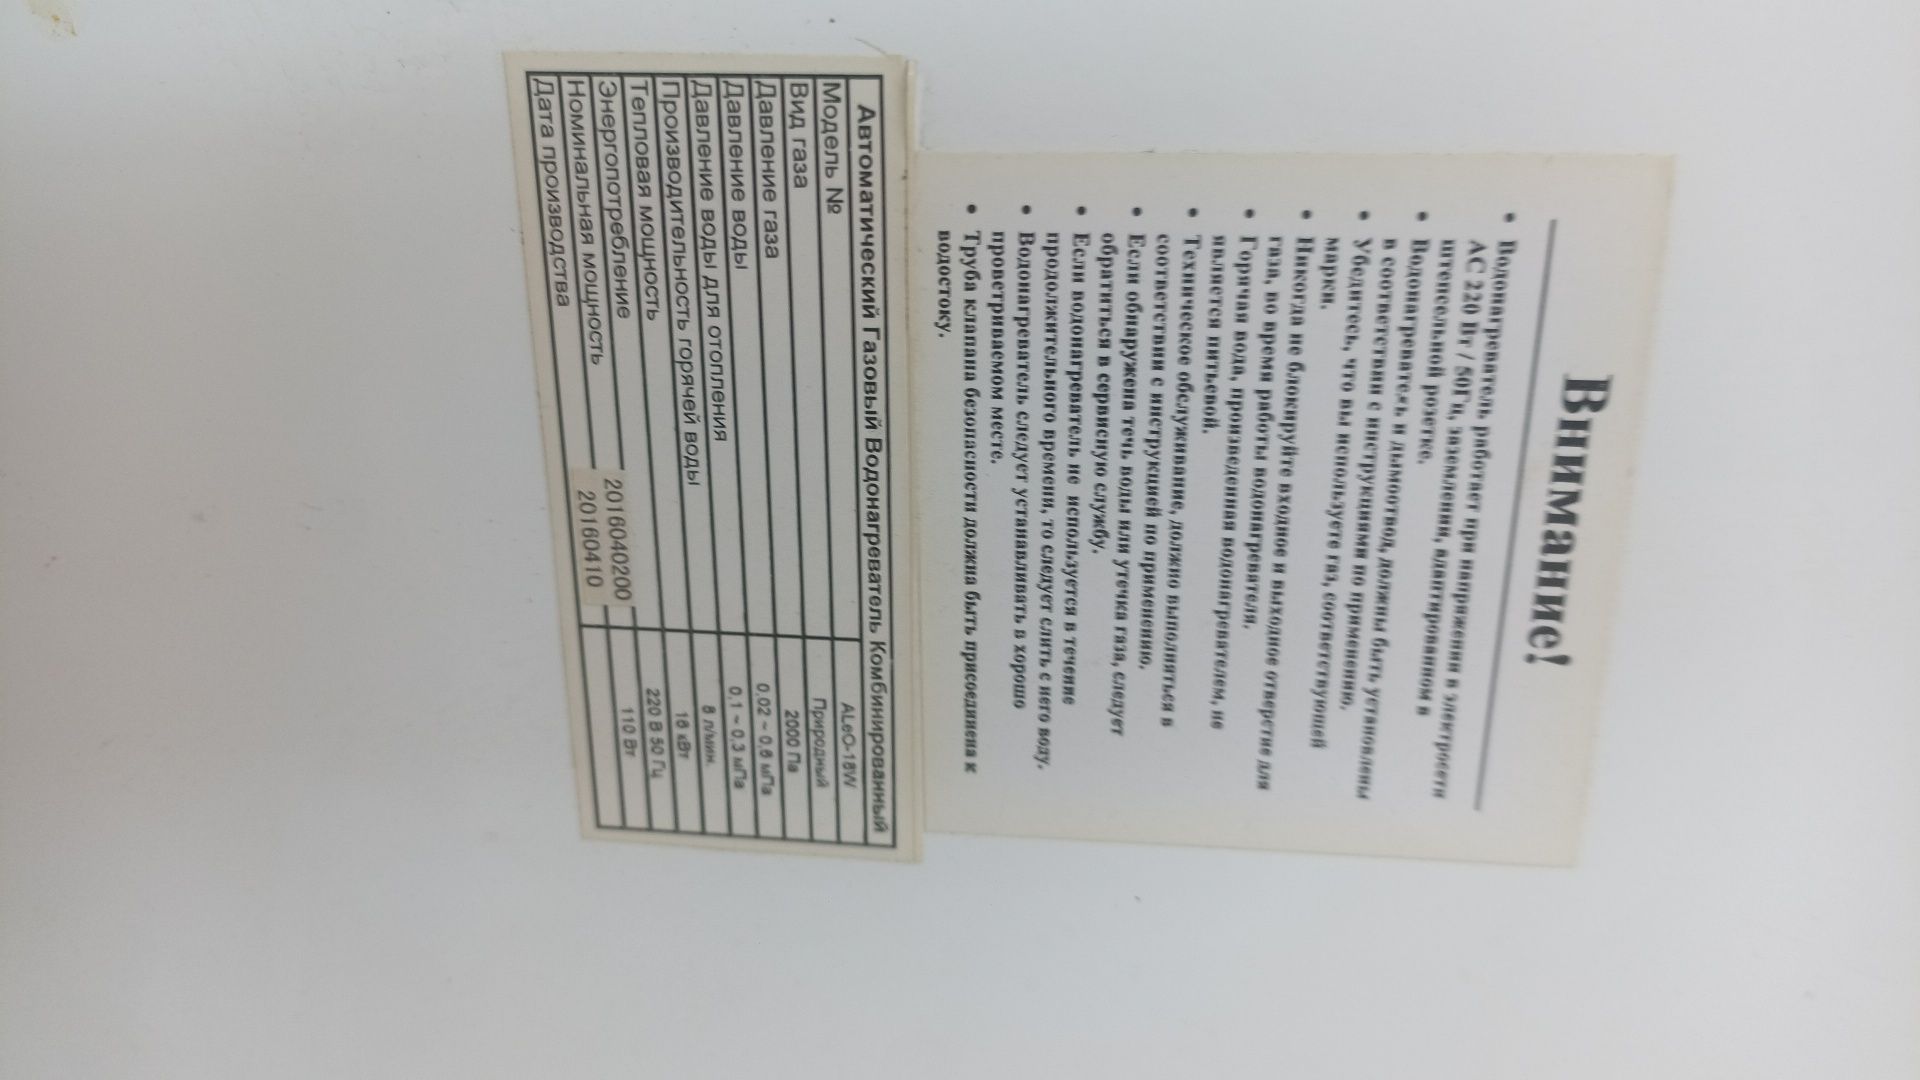 Внимание!
• Водонагреватель работает при напряжении в электросети
АС 220 Вт / 50Гц, заземлении, адаптированном в
штепсельной розетке.
• Водонагреватель и дымоотвод, должны быть установлены
в соответствии с инструкциями по применению.
• Убедитесь, что вы используете газ, соответствующей
марки.
• Никогда не блокируйте входное и выходное отверстие для
газа, во время работы водонагревателя.
• Горячая вода, произведенная водонагревателем, не
является питьевой.
• Техническое обслуживание, должно выполняться в
соответствии с инструкцией по применению.
• Если обнаружена течь воды или утечка газа, следует
обратиться в сервисную службу.
• Если водонагреватель не используется в течение
продолжительного времени, то следует слить с него воду.
• Водонагреватель следует устанавливать в хорошо
проветриваемом месте.
• Труба клапана безопасности должна быть присоединена к
водостоку.
Автоматический Газовый Водонагреватель Комбинированный
Модель № ALeO-18W
Вид газа Природный
Давление газа 2000 Па
Давление воды 0,02 ~ 0,8 мПа
Давление воды для отопления 0,1 ~ 0,3 мПа
Производительность горячей воды 8 л/мин.
Тепловая мощность 18 кВт
Энергопотребление 220 В 50 Гц
Номинальная мощность 110 Вт
Дата производства
2016040200
20160410